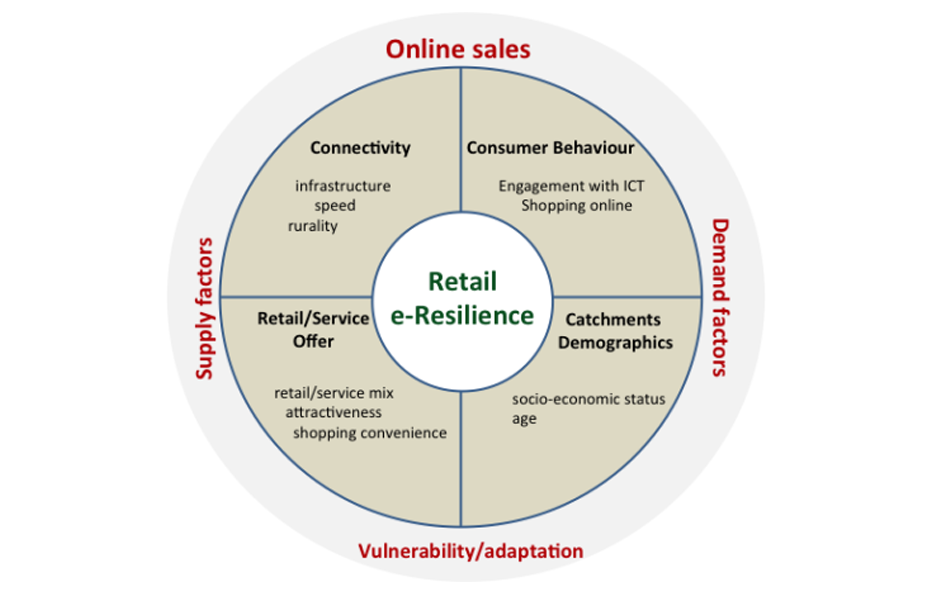 Online sales
Connectivity
infrastructure
speed
rurality
Consumer Behaviour
Engagement with ICT
Shopping online
Supply factors
Retail
e-Resilience
Demand factors
Retail/Service
Offer
retail/service mix
attractiveness
shopping convenience
Catchments
Demographics
socio-economic status
age
Vulnerability/adaptation